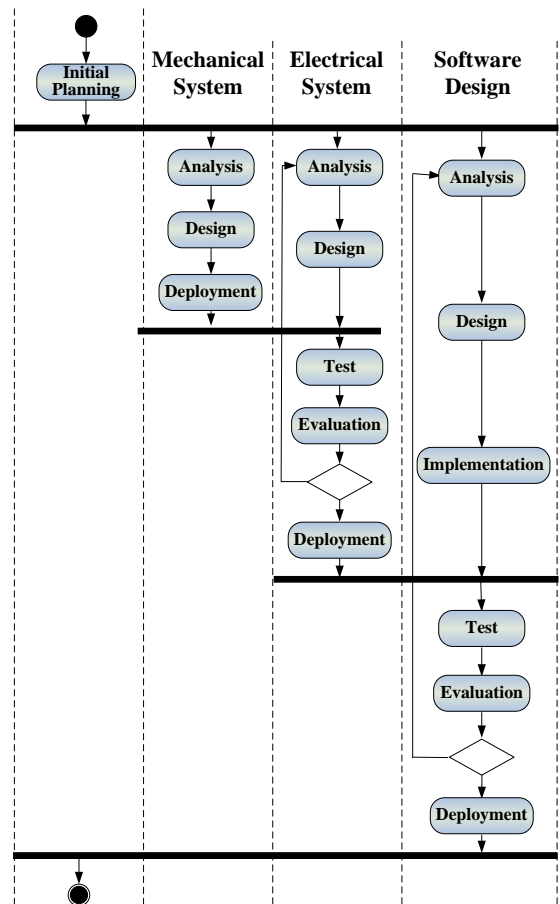 Initial
Planning
Mechanical
System
Electrical
System
Software
Design
Analysis
Design
Deployment
Analysis
Design
Test
Evaluation
Deployment
Analysis
Design
Implementation
Test
Evaluation
Deployment